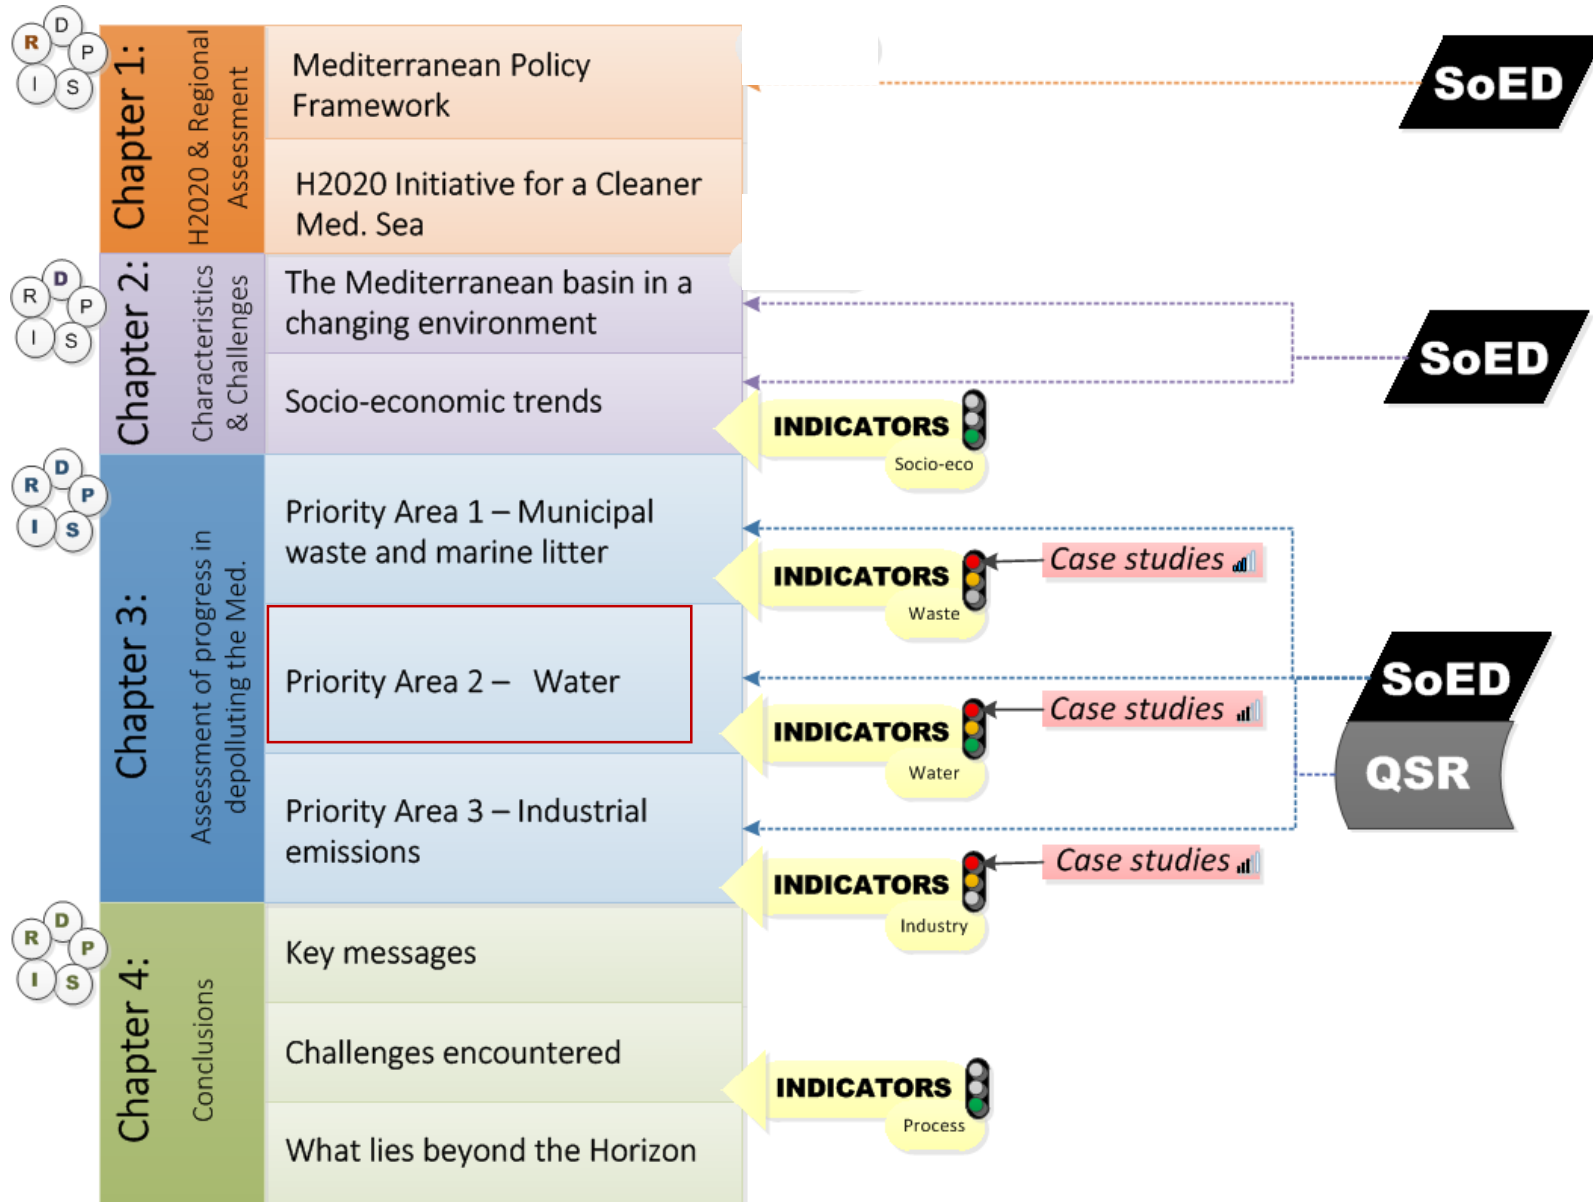 R
D
P
S
I
Chapter 1:
H2020 & Regional
Assessment
Mediterranean Policy
Framework
H2020 Initiative for a Cleaner
Med. Sea
SoED
R
D
P
S
I
Chapter 2:
Characteristics
& Challenges
The Mediterranean basin in a
changing environment
Socio-economic trends
INDICATORS
Socio-eco
SoED
R
D
P
S
I
Chapter 3:
Assessment of progress in
depolluting the Med.
Priority Area 1 – Municipal
waste and marine litter
INDICATORS
Waste
Case studies
Priority Area 2 – Water
INDICATORS
Water
Case studies
Priority Area 3 – Industrial
emissions
INDICATORS
Industry
Case studies
SoED
QSR
R
D
P
S
I
Chapter 4:
Conclusions
Key messages
Challenges encountered
What lies beyond the Horizon
INDICATORS
Process